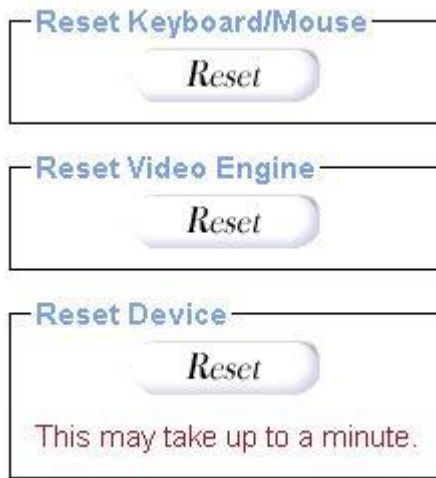 Reset Keyboard/Mouse
Reset
Reset Video Engine
Reset
Reset Device
Reset
This may take up to a minute.